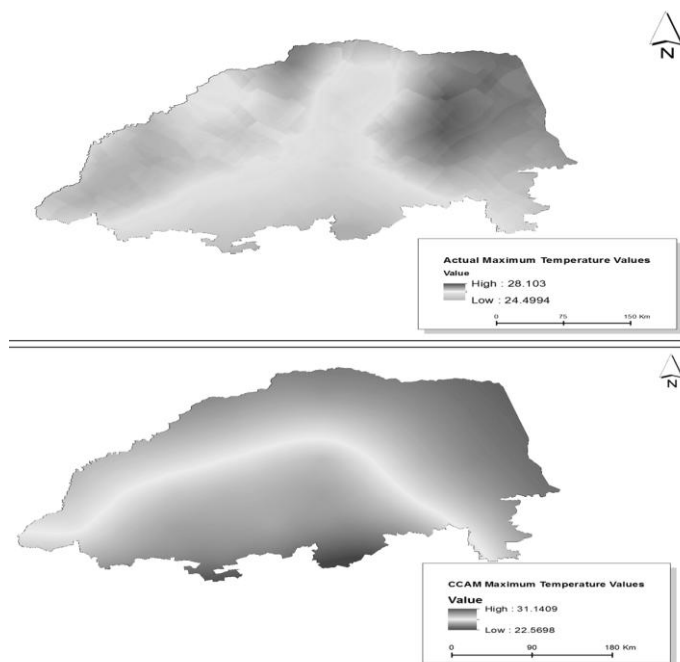 N
Actual Maximum Temperature Values
Value
High : 28.103
Low : 24.4994
0 75 150 Km
N
CCAM Maximum Temperature Values
Value
High : 31.1409
Low : 22.5698
0 90 180 Km